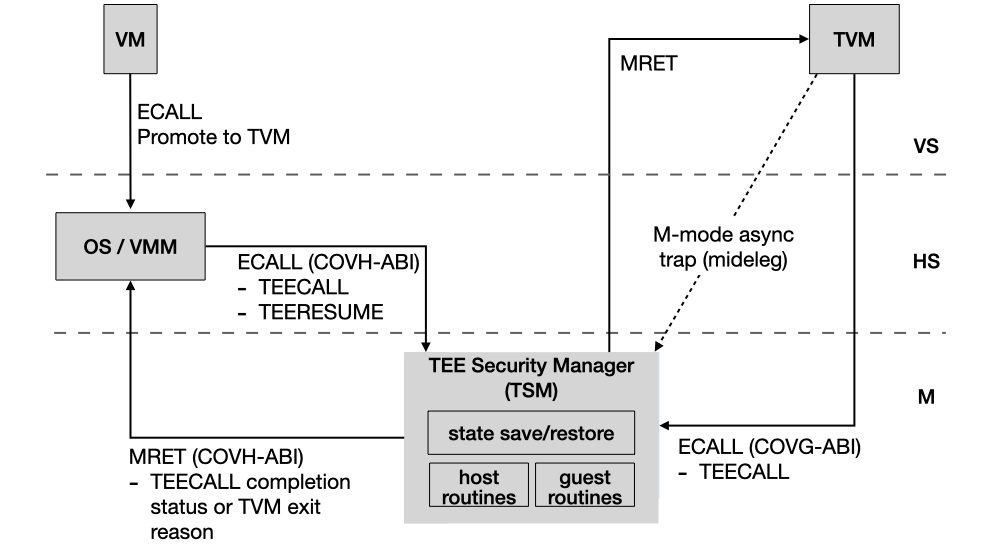 VM
TVM
MRET
ECALL
Promote to TVM
VS
OS / VMM
M-mode async
trap (mideleg)
HS
ECALL (COVH-ABI)
- TEECALL
- TEERESUME
TEE Security Manager
(TSM)
M
state save/restore
host
routines
guest
routines
ECALL (COVG-ABI)
- TEECALL
MRET (COVH-ABI)
- TEECALL completion
status or TVM exit
reason